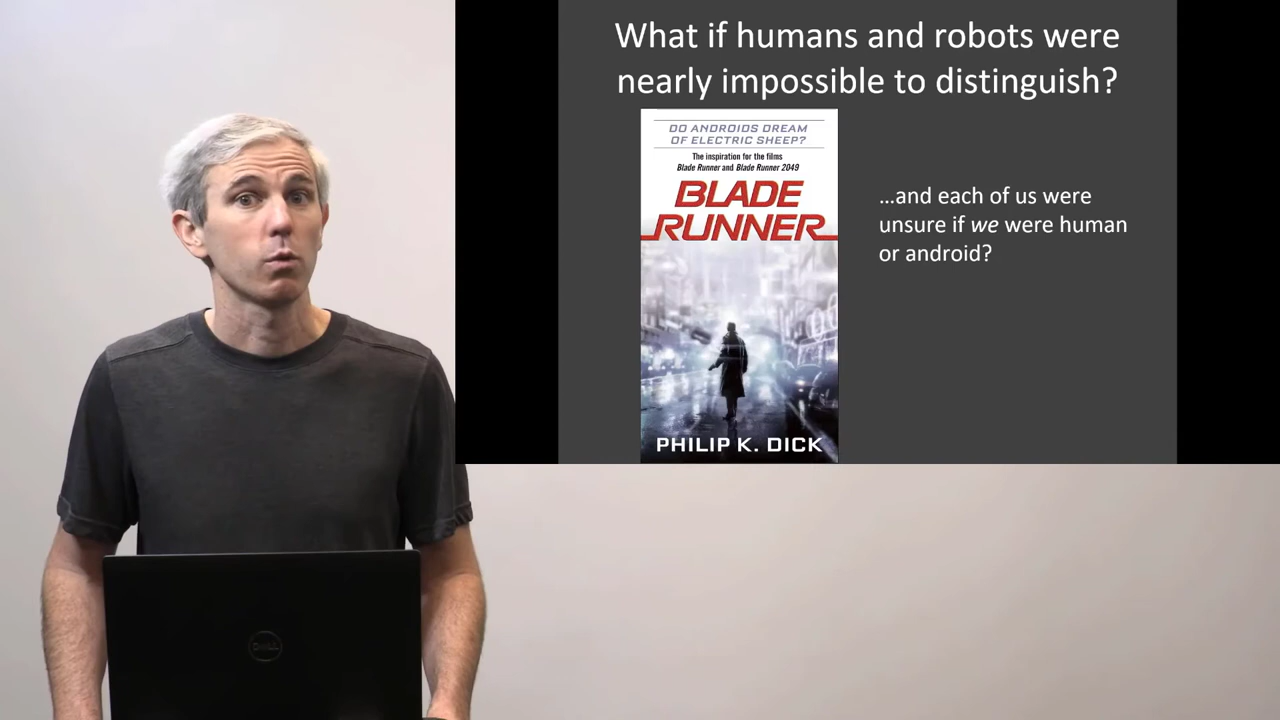 What if humans and robots were
nearly impossible to distinguish?
DO ANDROIDS DREAM
OF ELECTRIC SHEEP?
The inspiration for the films
Blade Runner and Blade Runner 2049
BLADE
RUNNER
PHILIP K. DICK
…and each of us were
unsure if we were human
or android?
DELL